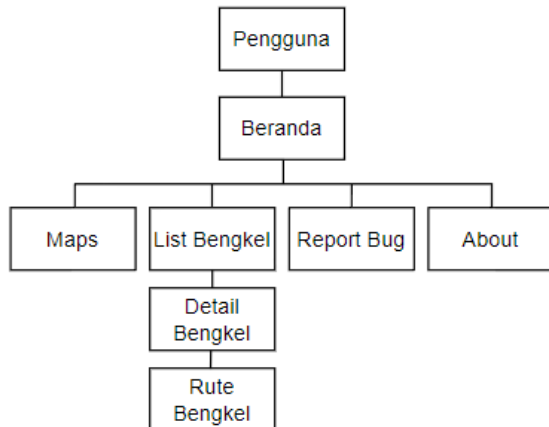 Pengguna
Beranda
Maps
List Bengkel
Report Bug
About
Detail
Bengkel
Rute
Bengkel